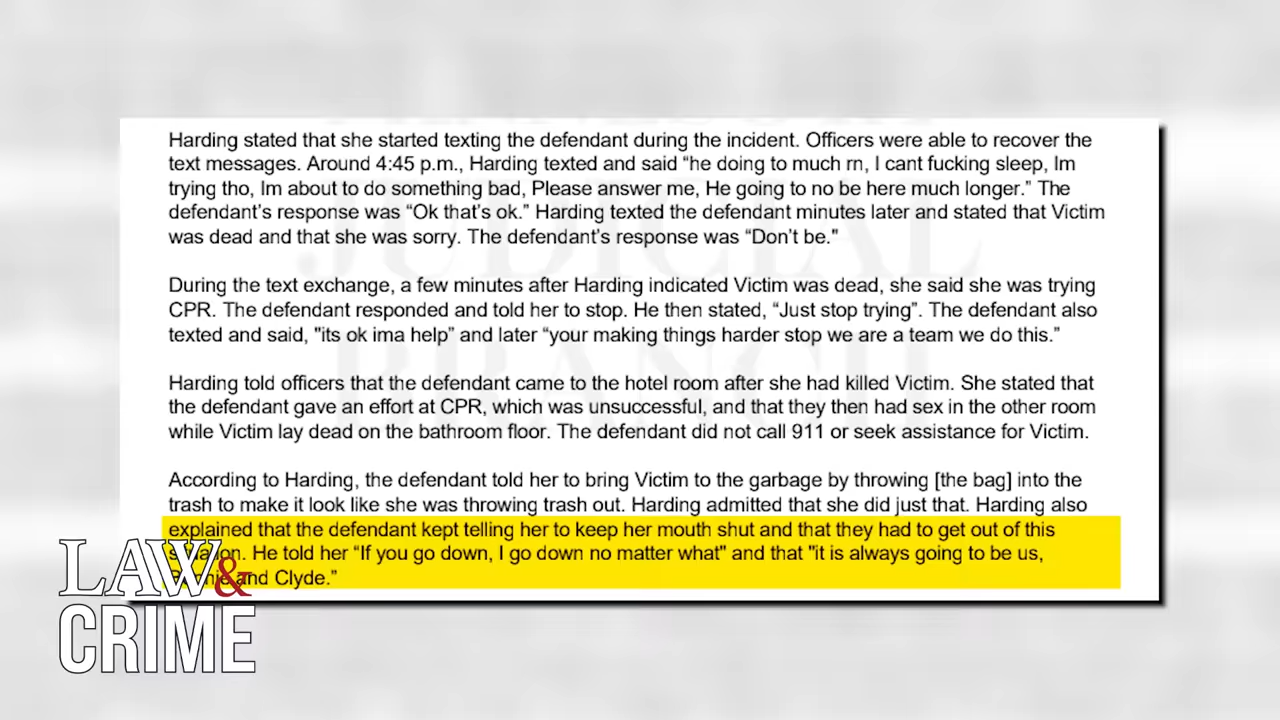 Harding stated that she started texting the defendant during the incident. Officers were able to recover the
text messages. Around 4:45 p.m., Harding texted and said “he doing to much rn, I cant fucking sleep, Im
trying tho, Im about to do something bad, Please answer me, He going to no be here much longer.” The
defendant’s response was “Ok that’s ok.” Harding texted the defendant minutes later and stated that Victim
was dead and that she was sorry. The defendant’s response was “Don’t be."
During the text exchange, a few minutes after Harding indicated Victim was dead, she said she was trying
CPR. The defendant responded and told her to stop. He then stated, “Just stop trying”. The defendant also
texted and said, "its ok ima help” and later “your making things harder stop we are a team we do this.”
Harding told officers that the defendant came to the hotel room after she had killed Victim. She stated that
the defendant gave an effort at CPR, which was unsuccessful, and that they then had sex in the other room
while Victim lay dead on the bathroom floor. The defendant did not call 911 or seek assistance for Victim.
According to Harding, the defendant told her to bring Victim to the garbage by throwing [the bag] into the
trash to make it look like she was throwing trash out. Harding admitted that she did just that. Harding also
explained that the defendant kept telling her to keep her mouth shut and that they had to get out of this
situation. He told her “If you go down, I go down no matter what" and that "it is always going to be us,
Bonnie and Clyde.”
JUDICIAL
BRANCH
LAW&
CRIME